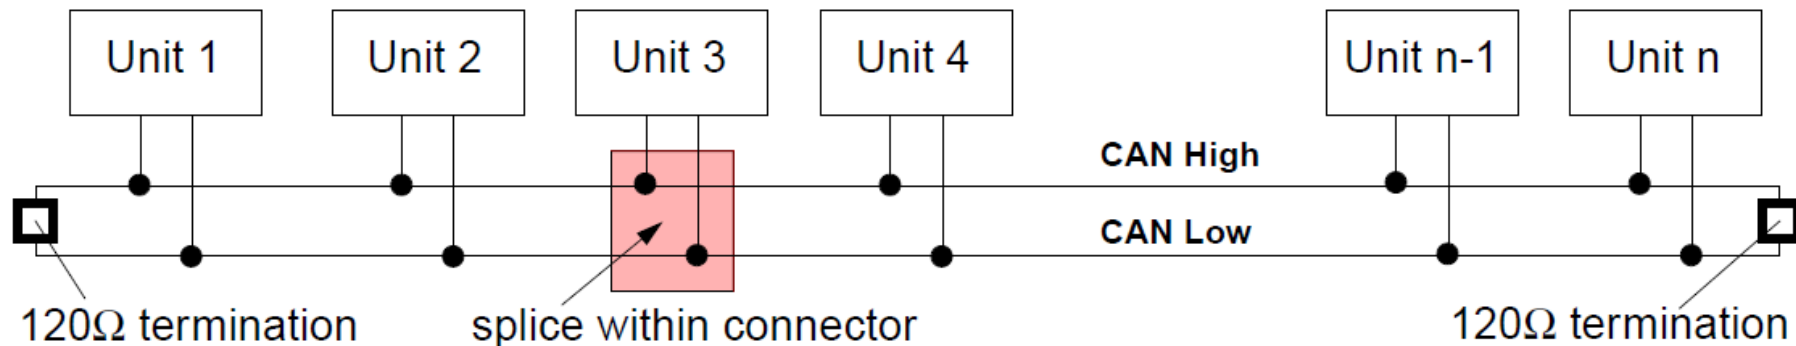 Unit 1
Unit 2
Unit 3
Unit 4
Unit n-1
Unit n
CAN High
CAN Low
120Ω termination
splice within connector
120Ω termination